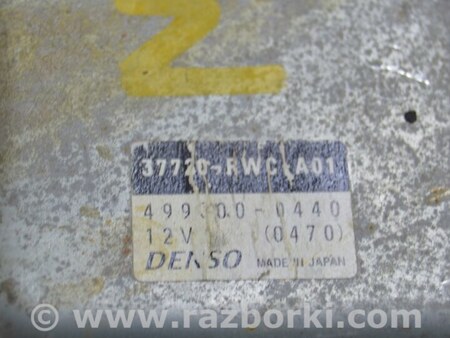 2
37720-RWC-A01
499300-0440
12V (0470)
DENSO MADE IN JAPAN
www.razborki.com